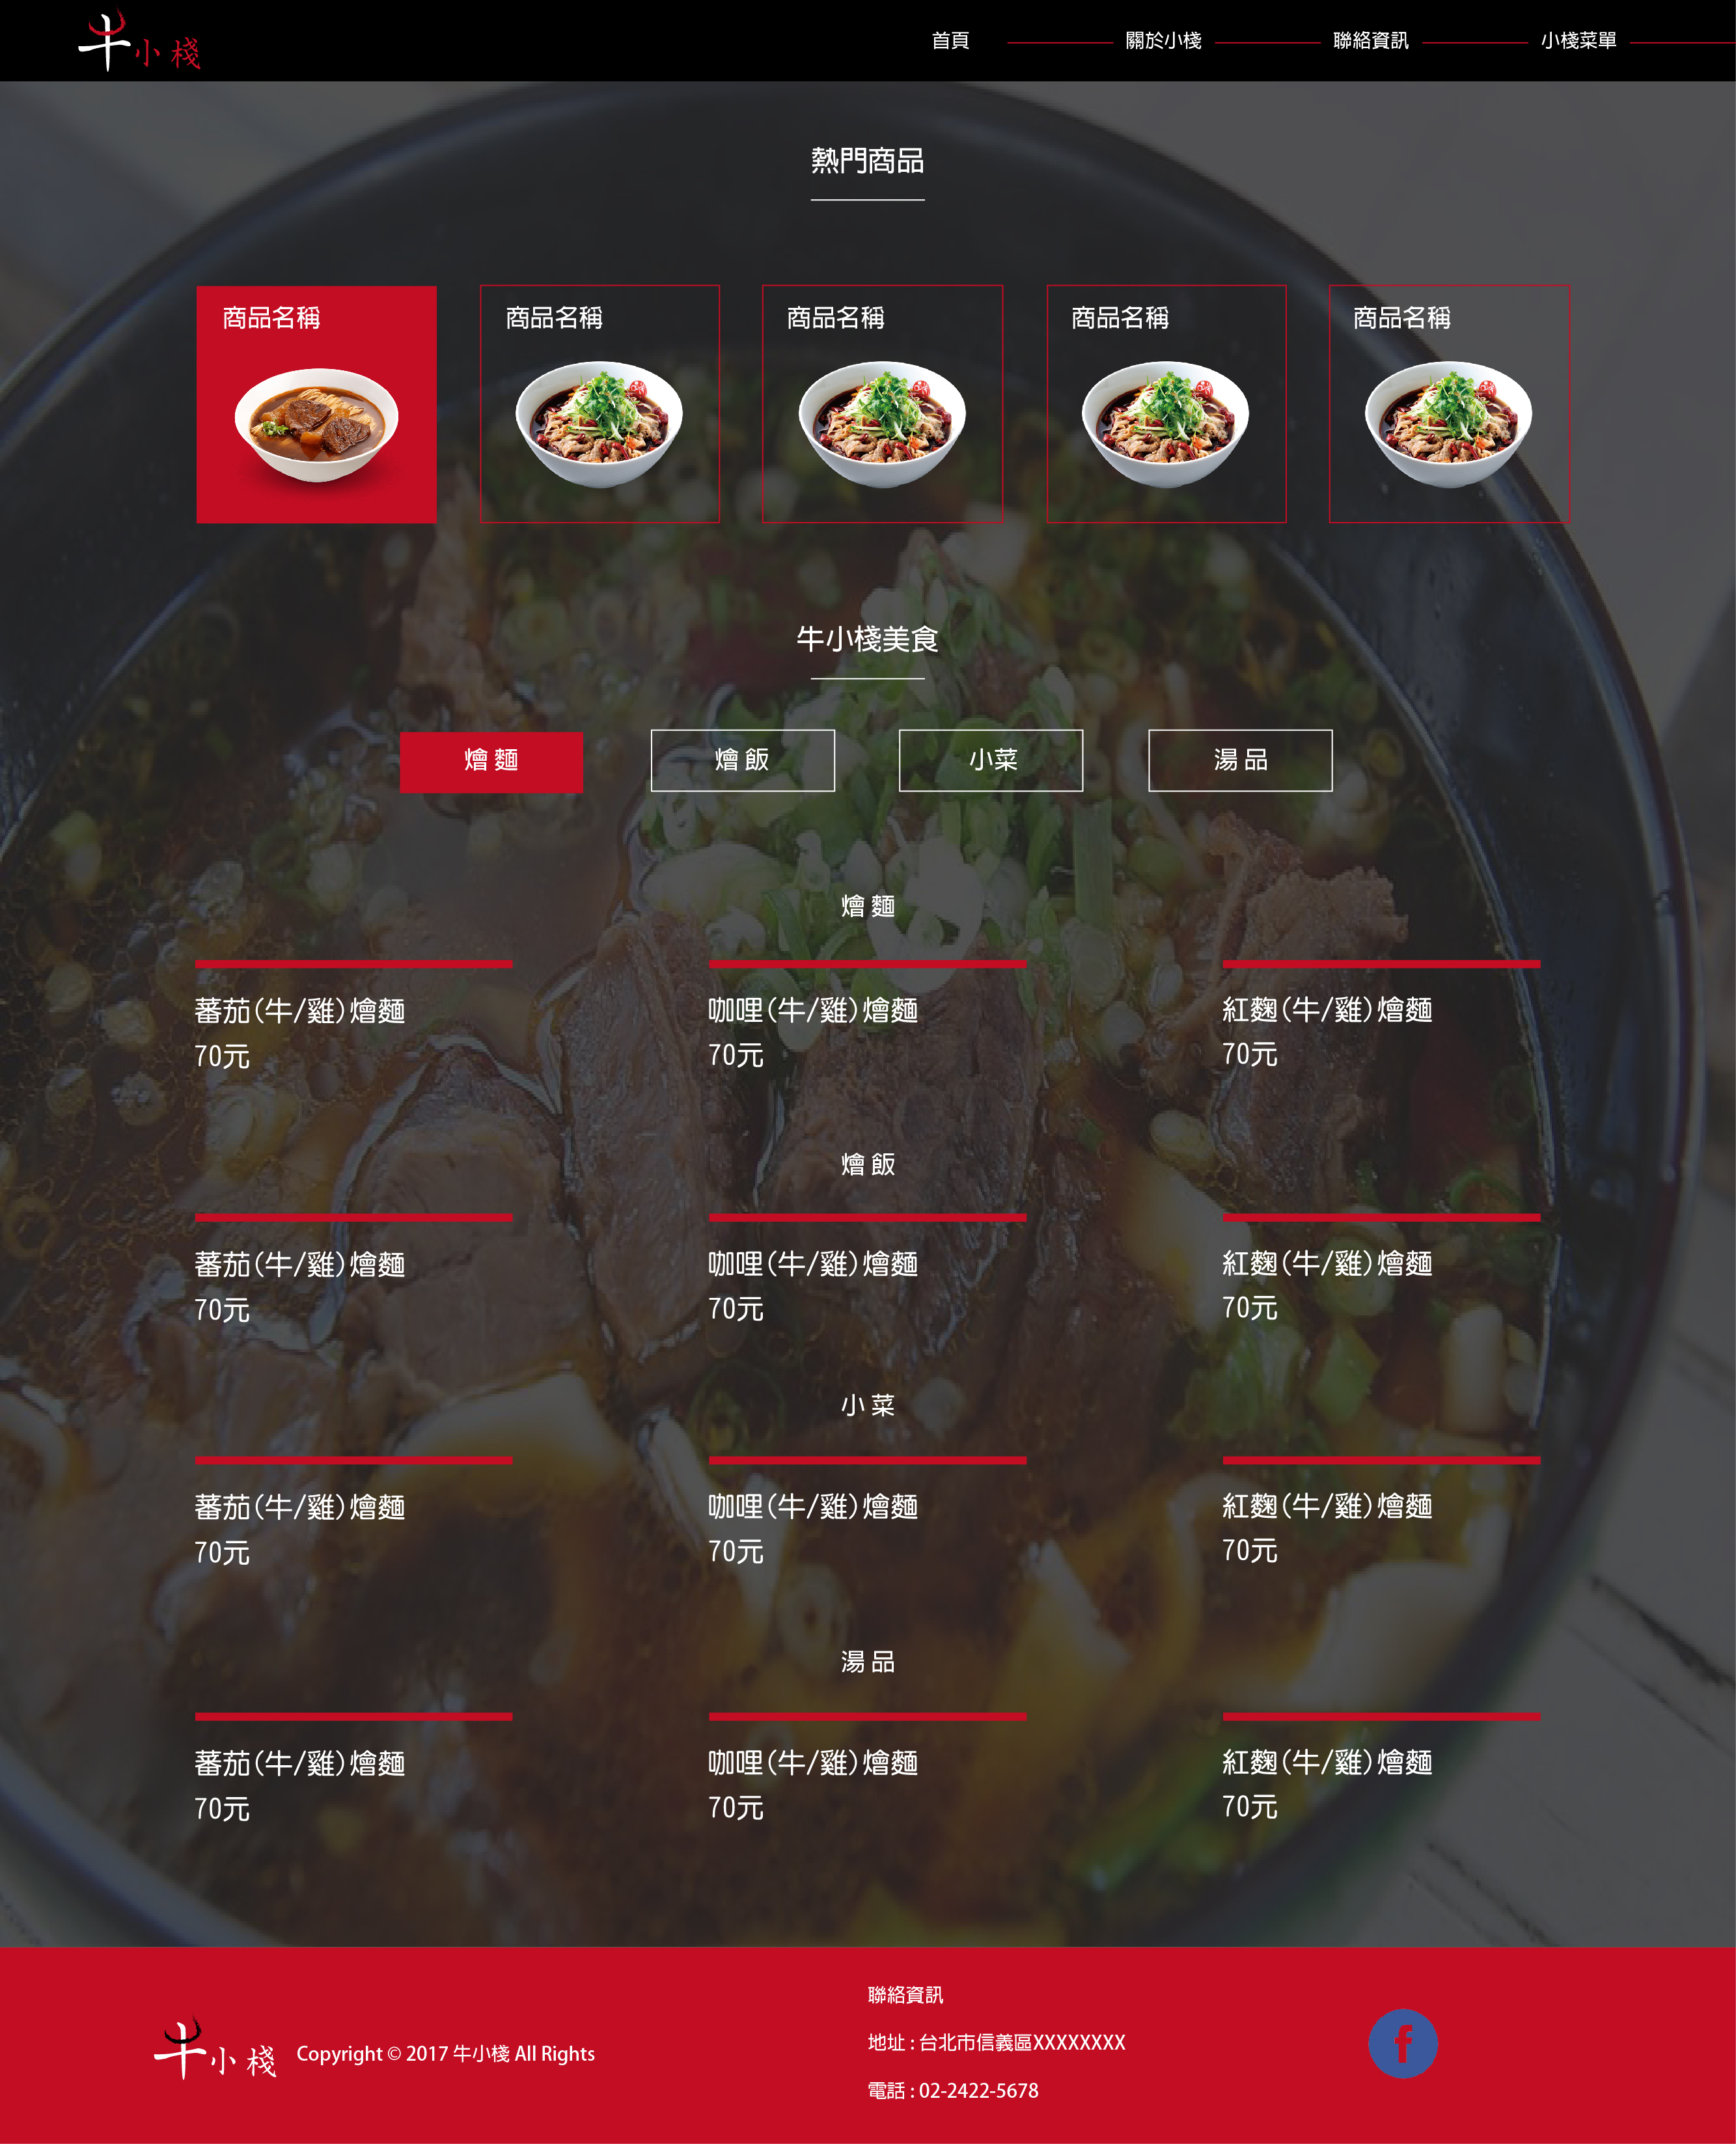 牛小棧
首頁 關於小棧 聯絡資訊 小棧菜單
熱門商品
商品名稱 商品名稱 商品名稱 商品名稱 商品名稱
牛小棧美食
燴麵 燴飯 小菜 湯品
燴麵
蕃茄(牛/雞)燴麵 咖哩(牛/雞)燴麵 紅麴(牛/雞)燴麵
70元 70元 70元
燴飯
蕃茄(牛/雞)燴麵 咖哩(牛/雞)燴麵 紅麴(牛/雞)燴麵
70元 70元 70元
小菜
蕃茄(牛/雞)燴麵 咖哩(牛/雞)燴麵 紅麴(牛/雞)燴麵
70元 70元 70元
湯品
蕃茄(牛/雞)燴麵 咖哩(牛/雞)燴麵 紅麴(牛/雞)燴麵
70元 70元 70元
牛小棧 Copyright © 2017 牛小棧 All Rights
聯絡資訊
地址 : 台北市信義區XXXXXXXX
電話 : 02-2422-5678
f